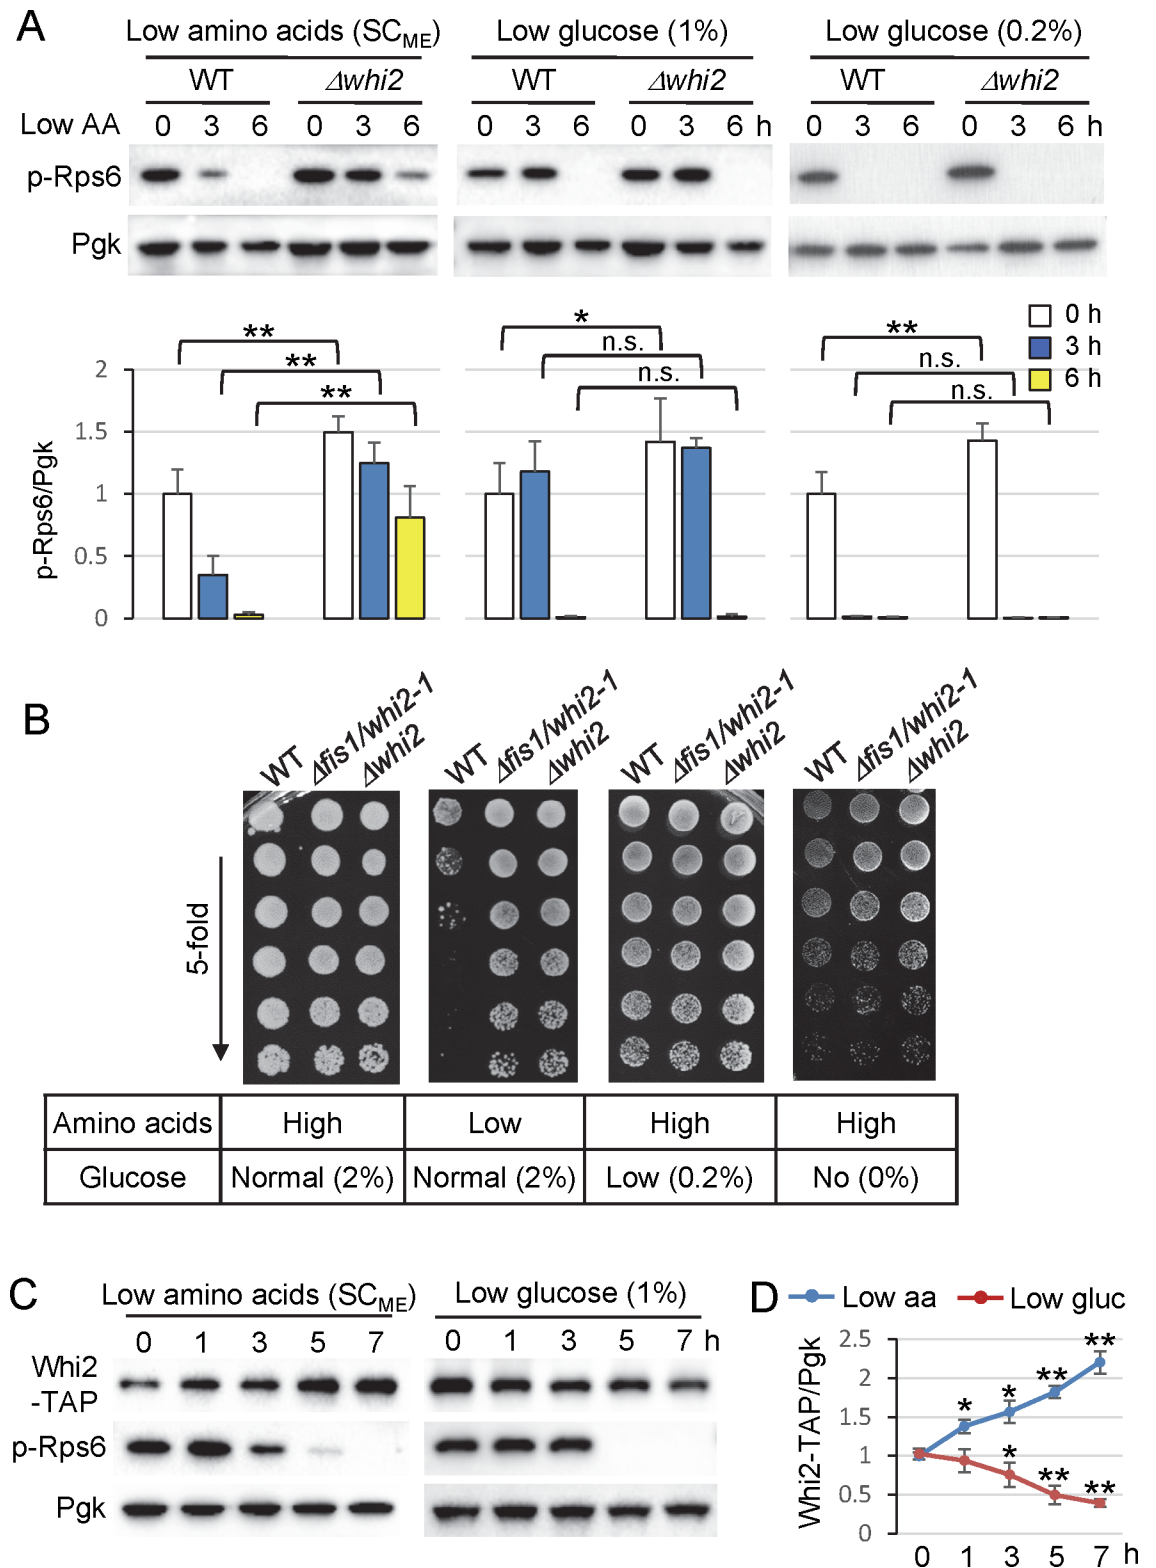 A
Low amino acids (SCME) Low glucose (1%) Low glucose (0.2%)
WT Δwhi2 WT Δwhi2 WT Δwhi2
Low AA 0 3 6 0 3 6 0 3 6 0 3 6 h 0 3 6 0 3 6 h
p-Rps6
Pgk
** ** **
* n.s. n.s.
** n.s. n.s.
0 h
3 h
6 h
p-Rps6/Pgk
2
1.5
1
0.5
0
B
WT Δfis1/whi2-1 Δwhi2 WT Δfis1/whi2-1 Δwhi2 WT Δfis1/whi2-1 Δwhi2 WT Δfis1/whi2-1 Δwhi2
5-fold
Amino acids High Low High High
Glucose Normal (2%) Normal (2%) Low (0.2%) No (0%)
C
Low amino acids (SCME) Low glucose (1%)
0 1 3 5 7 0 1 3 5 7 h
Whi2
-TAP
p-Rps6
Pgk
D
Low aa Low gluc
Whi2-TAP/Pgk
2.5
2
1.5
1
0.5
0
* * ** **
* ** **
0 1 3 5 7 h